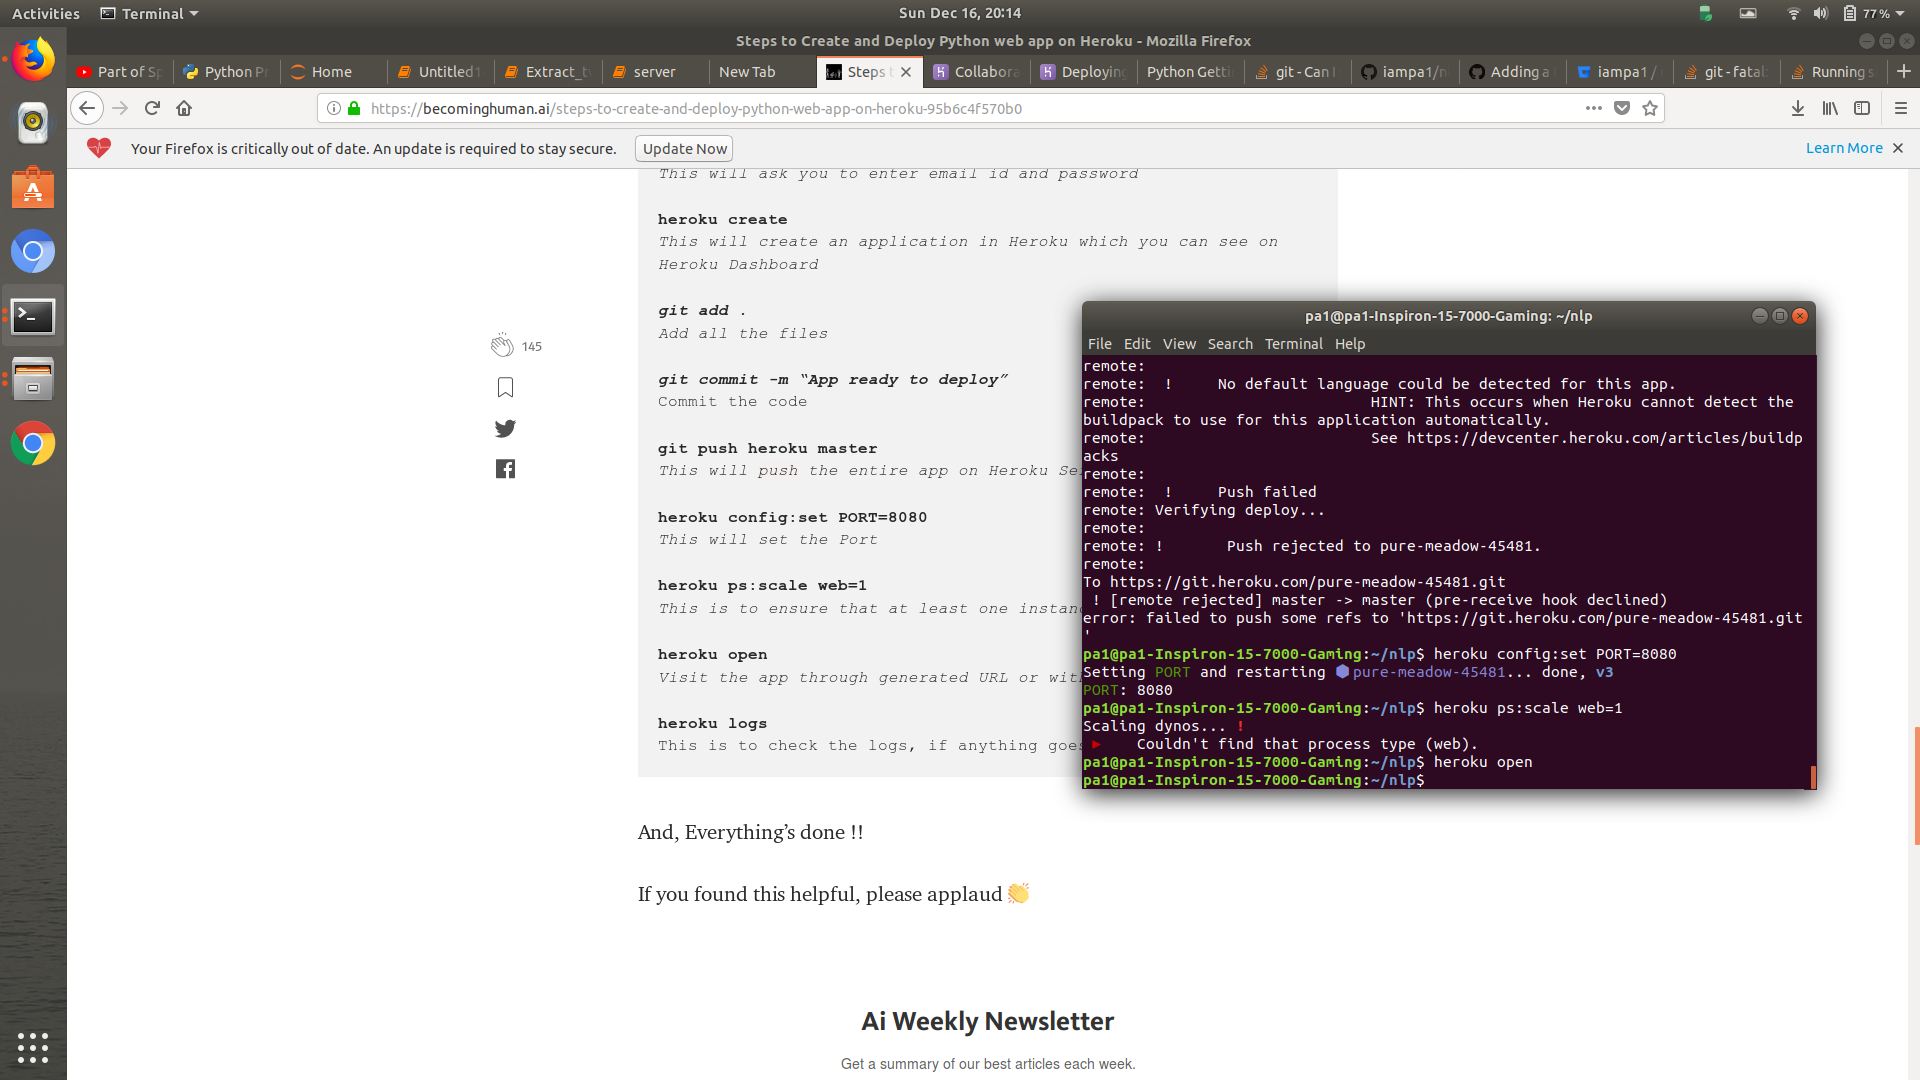 Activities
Terminal
Sun Dec 16, 20:14
77%
Steps to Create and Deploy Python web app on Heroku - Mozilla Firefox
Part of Sp
Python Pr
Home
Untitled1
Extract_tw
server
New Tab
Steps t
Collabora
Deploying
Python Getti
git - Can I
iampa1/n
Adding a
iampa1 /
git - fatal
Running s
https://becominghuman.ai/steps-to-create-and-deploy-python-web-app-on-heroku-95b6c4f570b0
Your Firefox is critically out of date. An update is required to stay secure.
Update Now
Learn More
This will ask you to enter email id and password
heroku create
This will create an application in Heroku which you can see on
Heroku Dashboard
git add .
Add all the files
git commit -m “App ready to deploy”
Commit the code
git push heroku master
This will push the entire app on Heroku Se
heroku config:set PORT=8080
This will set the Port
heroku ps:scale web=1
This is to ensure that at least one instan
heroku open
Visit the app through generated URL or wit
heroku logs
This is to check the logs, if anything goes
145
And, Everything’s done !!
If you found this helpful, please applaud 👏
Ai Weekly Newsletter
Get a summary of our best articles each week.
pa1@pa1-Inspiron-15-7000-Gaming: ~/nlp
File Edit View Search Terminal Help
remote:
remote:  !     No default language could be detected for this app.
remote:                         HINT: This occurs when Heroku cannot detect the
buildpack to use for this application automatically.
remote:                         See https://devcenter.heroku.com/articles/buildp
acks
remote:
remote:  !     Push failed
remote: Verifying deploy...
remote:
remote: !       Push rejected to pure-meadow-45481.
remote:
To https://git.heroku.com/pure-meadow-45481.git
 ! [remote rejected] master -> master (pre-receive hook declined)
error: failed to push some refs to 'https://git.heroku.com/pure-meadow-45481.git
'
pa1@pa1-Inspiron-15-7000-Gaming:~/nlp$ heroku config:set PORT=8080
Setting PORT and restarting ⬢ pure-meadow-45481... done, v3
PORT: 8080
pa1@pa1-Inspiron-15-7000-Gaming:~/nlp$ heroku ps:scale web=1
Scaling dynos... !
 ▸    Couldn't find that process type (web).
pa1@pa1-Inspiron-15-7000-Gaming:~/nlp$ heroku open
pa1@pa1-Inspiron-15-7000-Gaming:~/nlp$